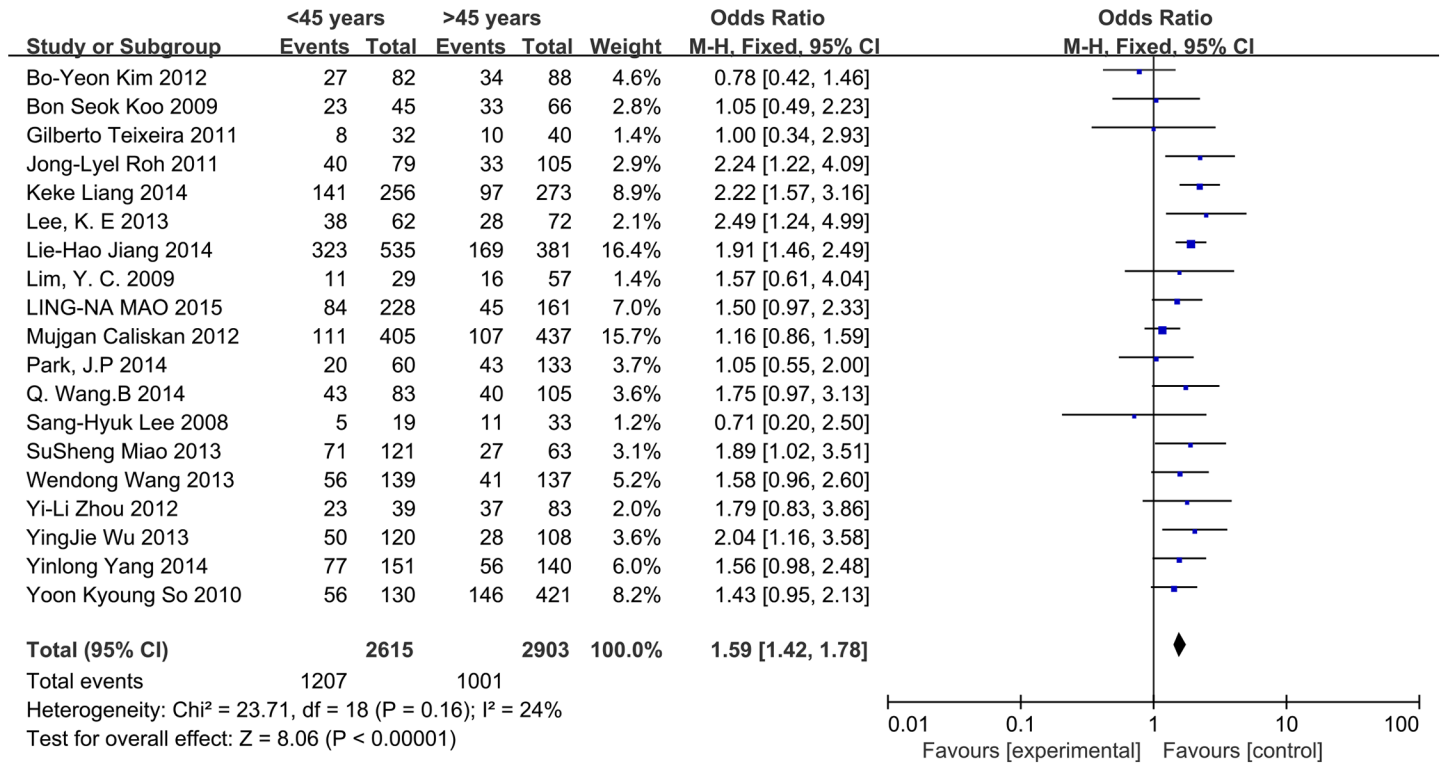 <45 years >45 years Odds Ratio Odds Ratio
Study or Subgroup Events Total Events Total Weight M-H, Fixed, 95% CI M-H, Fixed, 95% CI
Bo-Yeon Kim 2012 27 82 34 88 4.6% 0.78 [0.42, 1.46]
Bon Seok Koo 2009 23 45 33 66 2.8% 1.05 [0.49, 2.23]
Gilberto Teixeira 2011 8 32 10 40 1.4% 1.00 [0.34, 2.93]
Jong-Lyel Roh 2011 40 79 33 105 2.9% 2.24 [1.22, 4.09]
Keke Liang 2014 141 256 97 273 8.9% 2.22 [1.57, 3.16]
Lee, K. E 2013 38 62 28 72 2.1% 2.49 [1.24, 4.99]
Lie-Hao Jiang 2014 323 535 169 381 16.4% 1.91 [1.46, 2.49]
Lim, Y. C. 2009 11 29 16 57 1.4% 1.57 [0.61, 4.04]
LING-NA MAO 2015 84 228 45 161 7.0% 1.50 [0.97, 2.33]
Mujgan Caliskan 2012 111 405 107 437 15.7% 1.16 [0.86, 1.59]
Park, J.P 2014 20 60 43 133 3.7% 1.05 [0.55, 2.00]
Q. Wang.B 2014 43 83 40 105 3.6% 1.75 [0.97, 3.13]
Sang-Hyuk Lee 2008 5 19 11 33 1.2% 0.71 [0.20, 2.50]
SuSheng Miao 2013 71 121 27 63 3.1% 1.89 [1.02, 3.51]
Wendong Wang 2013 56 139 41 137 5.2% 1.58 [0.96, 2.60]
Yi-Li Zhou 2012 23 39 37 83 2.0% 1.79 [0.83, 3.86]
YingJie Wu 2013 50 120 28 108 3.6% 2.04 [1.16, 3.58]
Yinlong Yang 2014 77 151 56 140 6.0% 1.56 [0.98, 2.48]
Yoon Kyoung So 2010 56 130 146 421 8.2% 1.43 [0.95, 2.13]
Total (95% CI) 2615 2903 100.0% 1.59 [1.42, 1.78]
Total events 1207 1001
Heterogeneity: Chi² = 23.71, df = 18 (P = 0.16); I² = 24%
Test for overall effect: Z = 8.06 (P < 0.00001)
0.01 0.1 1 10 100
Favours [experimental] Favours [control]